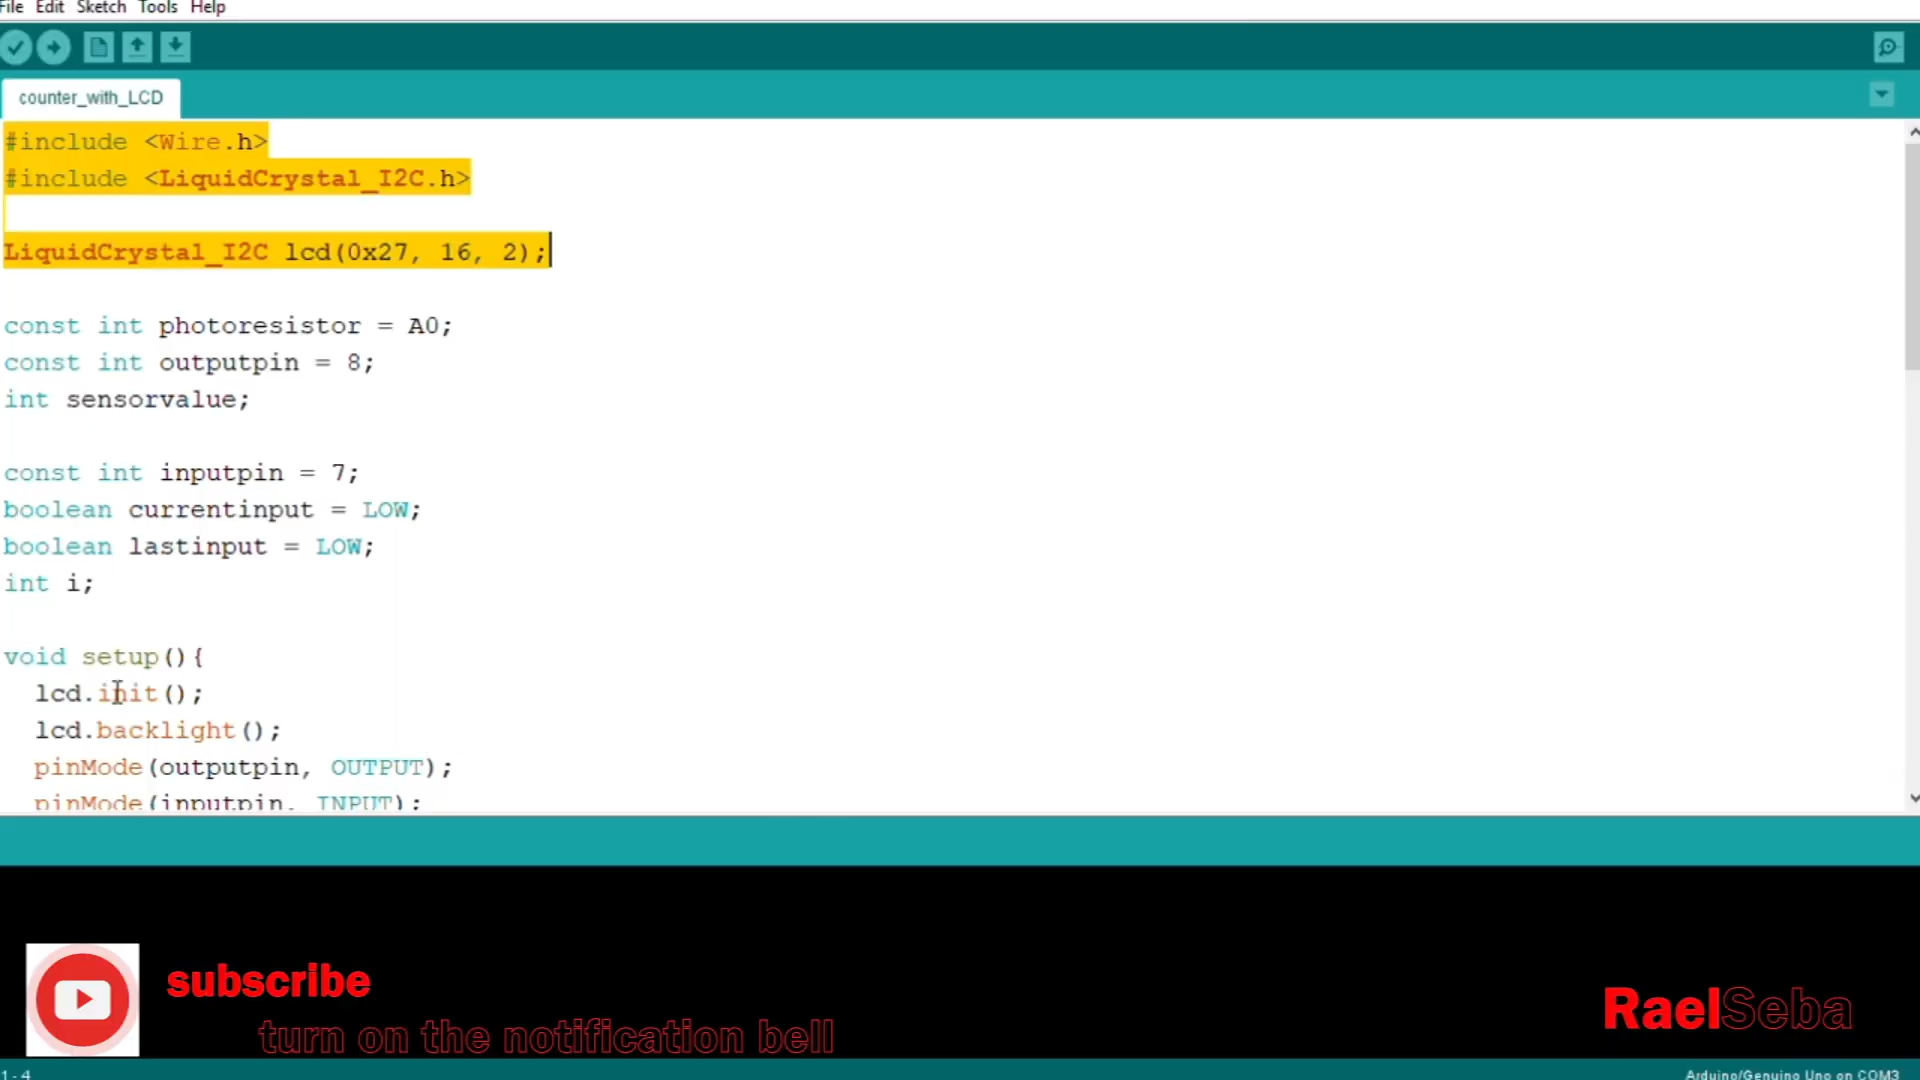 File Edit Sketch Tools Help
counter_with_LCD
#include <Wire.h>
#include <LiquidCrystal_I2C.h>
LiquidCrystal_I2C lcd(0x27, 16, 2);
const int photoresistor = A0;
const int outputpin = 8;
int sensorvalue;
const int inputpin = 7;
boolean currentinput = LOW;
boolean lastinput = LOW;
int i;
void setup(){
lcd.init();
lcd.backlight();
pinMode(outputpin, OUTPUT);
pinMode(inputpin, INPUT);
subscribe
turn on the notification bell
RaelSeba
1 - 4
Arduino/Genuino Uno on COM3